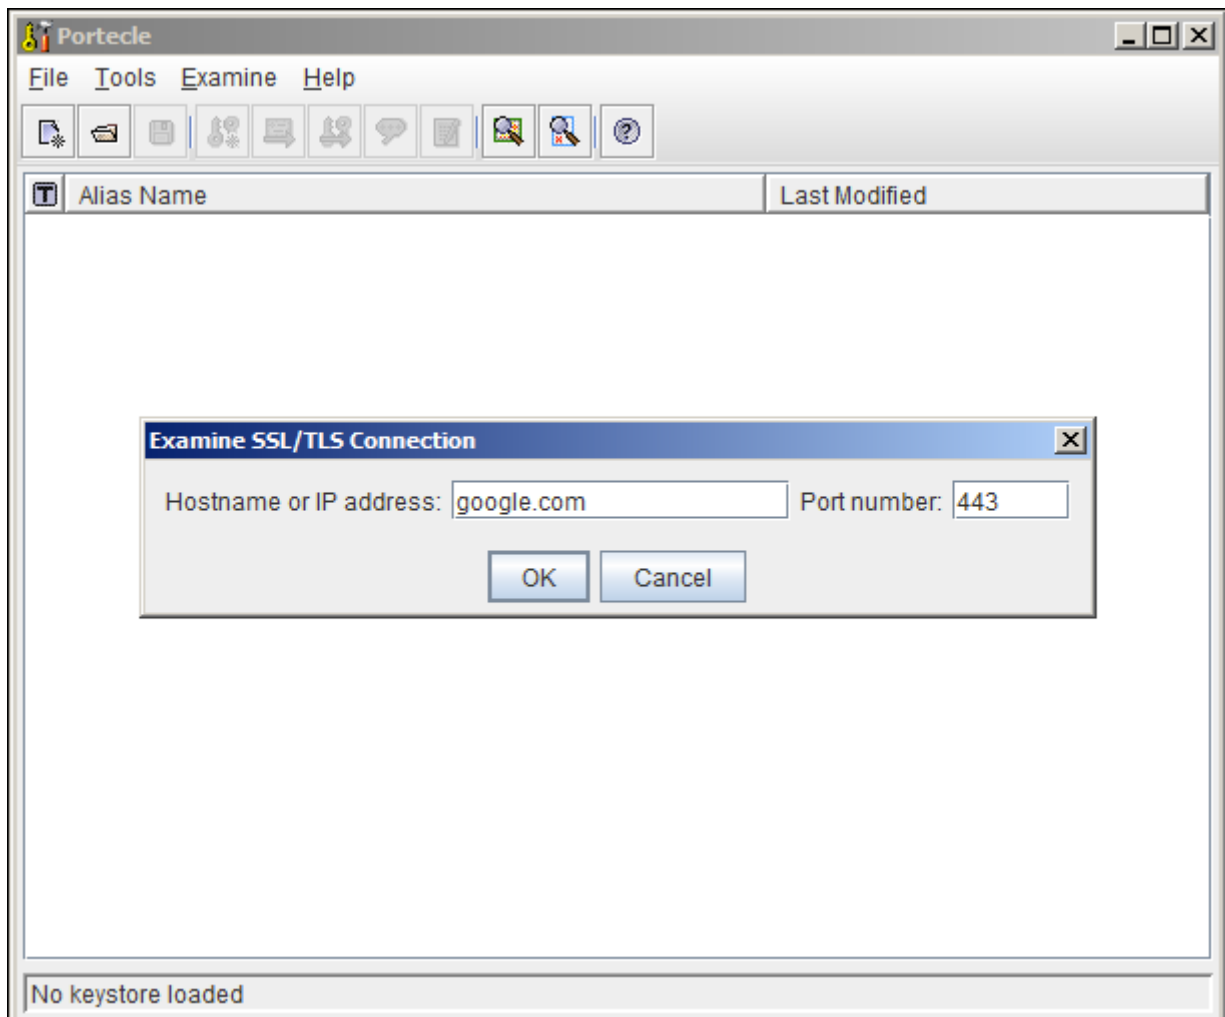 Portecle
File Tools Examine Help
T Alias Name Last Modified
Examine SSL/TLS Connection
Hostname or IP address: google.com Port number: 443
OK Cancel
No keystore loaded